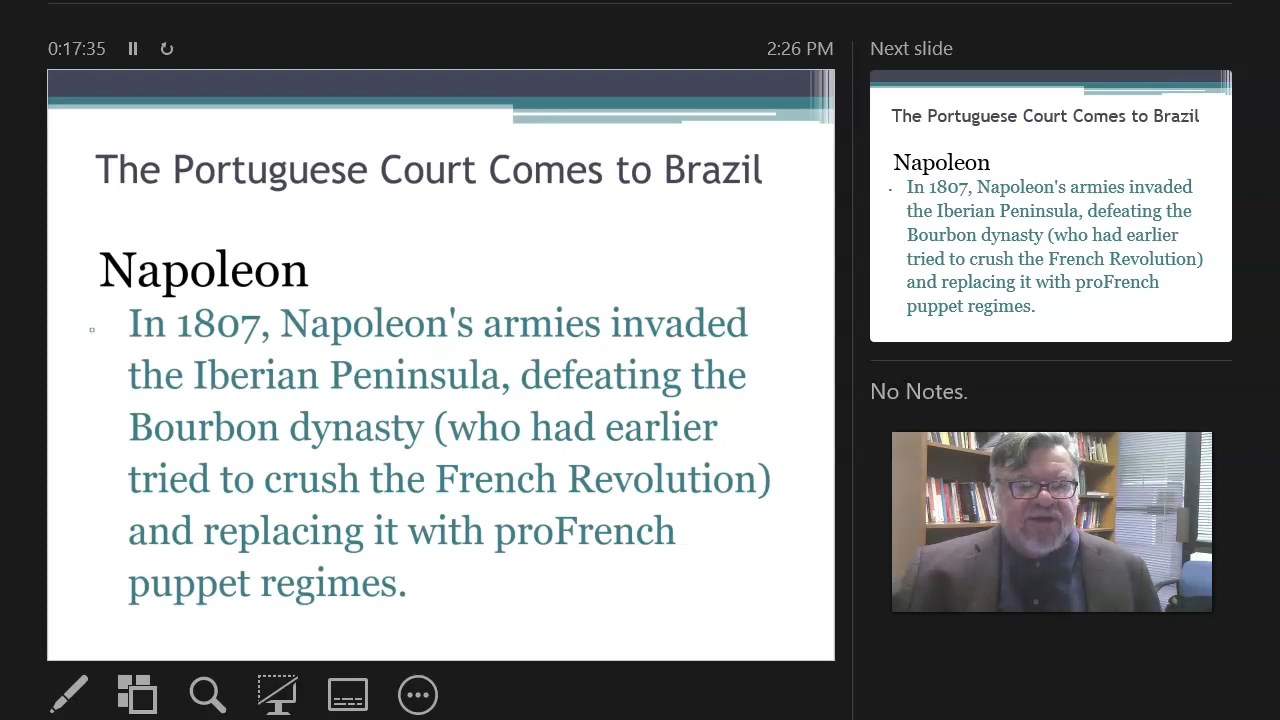 0:17:35
2:26 PM
Next slide
The Portuguese Court Comes to Brazil
Napoleon
In 1807, Napoleon's armies invaded
the Iberian Peninsula, defeating the
Bourbon dynasty (who had earlier
tried to crush the French Revolution)
and replacing it with proFrench
puppet regimes.
The Portuguese Court Comes to Brazil
Napoleon
In 1807, Napoleon's armies invaded
the Iberian Peninsula, defeating the
Bourbon dynasty (who had earlier
tried to crush the French Revolution)
and replacing it with proFrench
puppet regimes.
No Notes.